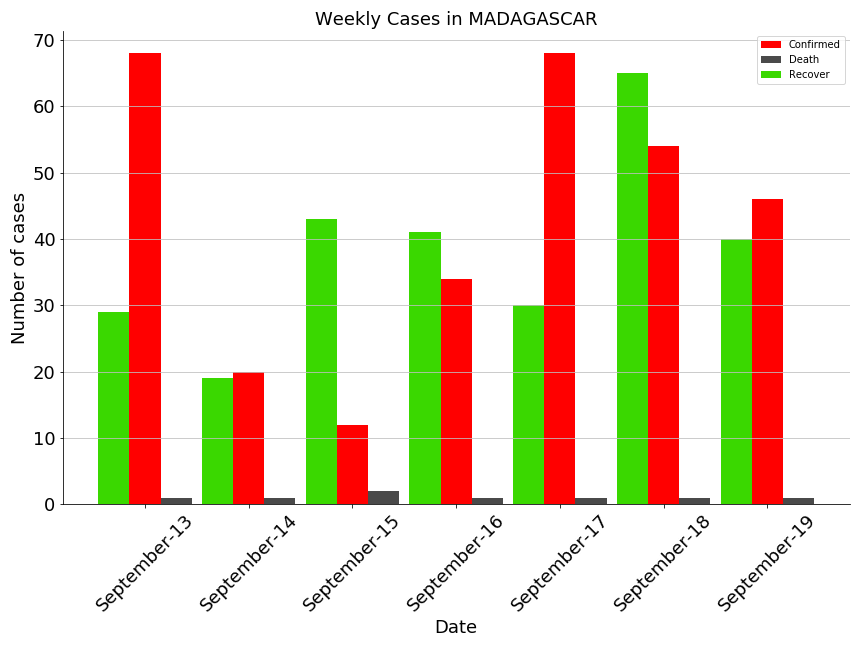 Weekly Cases in MADAGASCAR
Confirmed
Death
Recover
Number of cases
70
60
50
40
30
20
10
0
September-13
September-14
September-15
September-16
September-17
September-18
September-19
Date